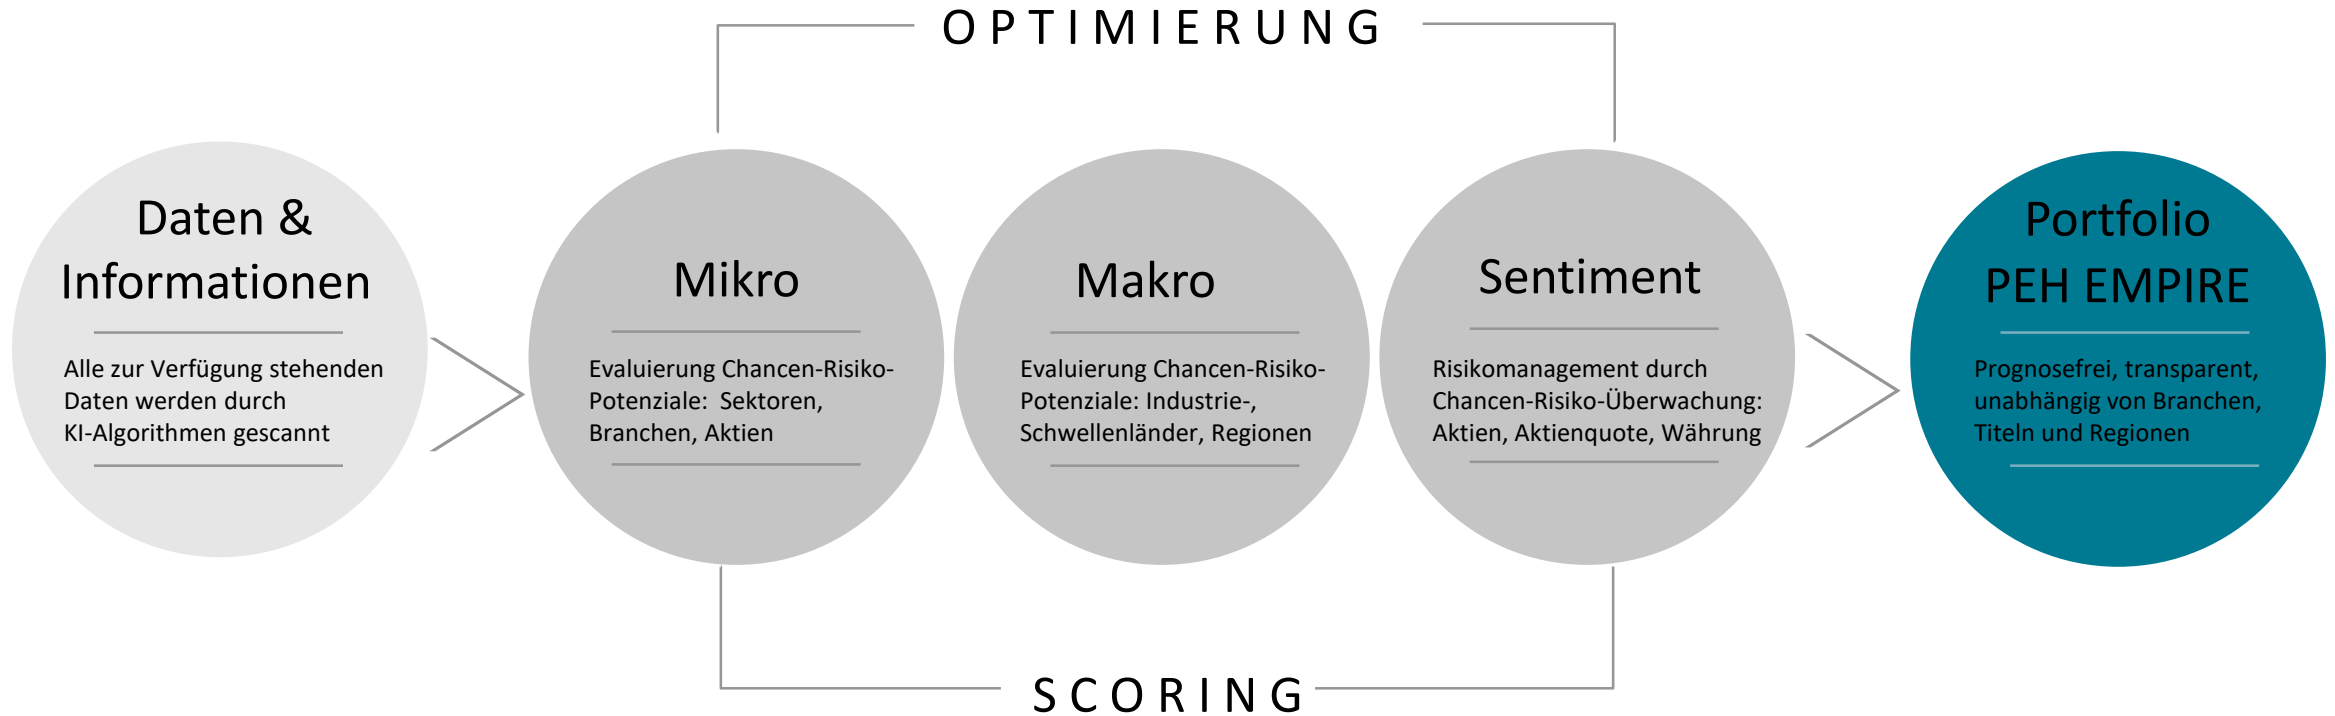 OPTIMIERUNG
Daten &
Informationen
Alle zur Verfügung stehenden
Daten werden durch
KI-Algorithmen gescannt
Mikro
Evaluierung Chancen-Risiko-
Potenziale: Sektoren,
Branchen, Aktien
Makro
Evaluierung Chancen-Risiko-
Potenziale: Industrie-,
Schwellenländer, Regionen
Sentiment
Risikomanagement durch
Chancen-Risiko-Überwachung:
Aktien, Aktienquote, Währung
Portfolio
PEH EMPIRE
Prognosefrei, transparent,
unabhängig von Branchen,
Titeln und Regionen
SCORING